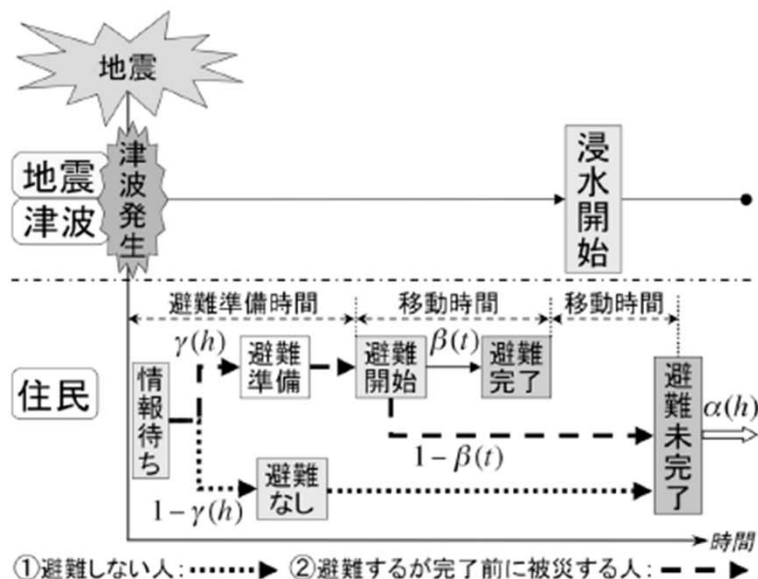 地震
津波発生
地震
津波
浸水開始
避難準備時間
移動時間
移動時間
γ(h)
避難
準備
避難
開始
β(t)
避難
完了
住民
情報待ち
1−β(t)
避難未完了
α(h)
1−γ(h)
避難
なし
時間
①避難しない人: ②避難するが完了前に被災する人: